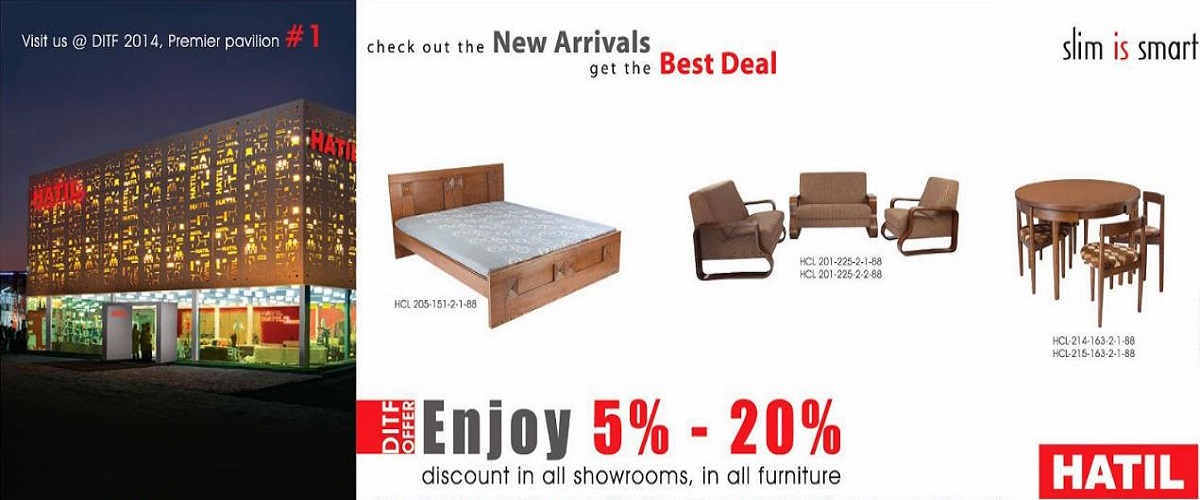 Visit us @ DITF 2014, Premier pavilion #1
HATIL
HATIL
HATIL
HATIL
check out the New Arrivals
get the Best Deal
slim is smart
HCL 205-151-2-1-88
HCL 201-225-2-1-88
HCL 201-225-2-2-88
HCL-214-163-2-1-88
HCL-215-163-2-1-88
DITF
OFFER
Enjoy 5% - 20%
discount in all showrooms, in all furniture
HATIL